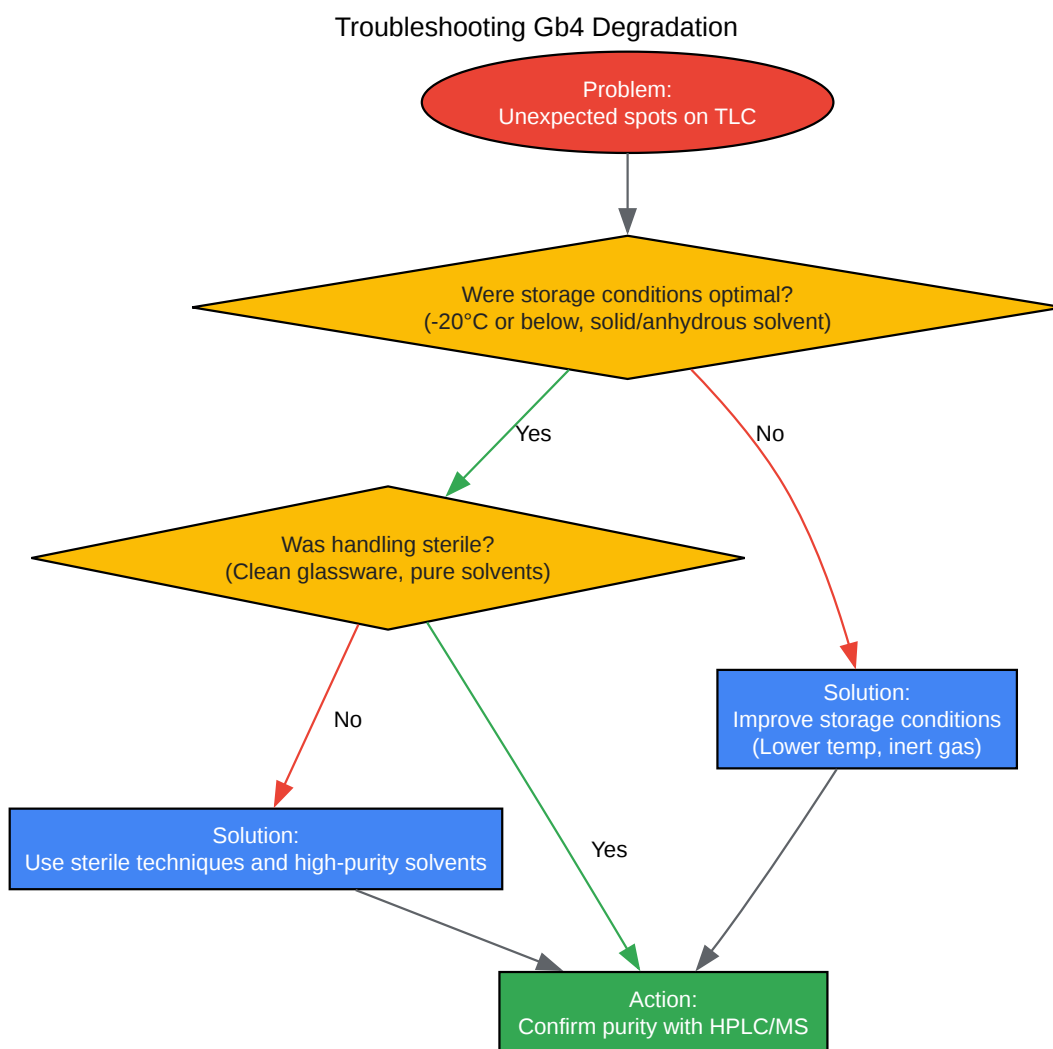 Troubleshooting Gb4 Degradation
Problem:
Unexpected spots on TLC
Were storage conditions optimal?
(-20°C or below, solid/anhydrous solvent)
Yes
No
Was handling sterile?
(Clean glassware, pure solvents)
Solution:
Improve storage conditions
(Lower temp, inert gas)
No
Yes
Solution:
Use sterile techniques and high-purity solvents
Action:
Confirm purity with HPLC/MS